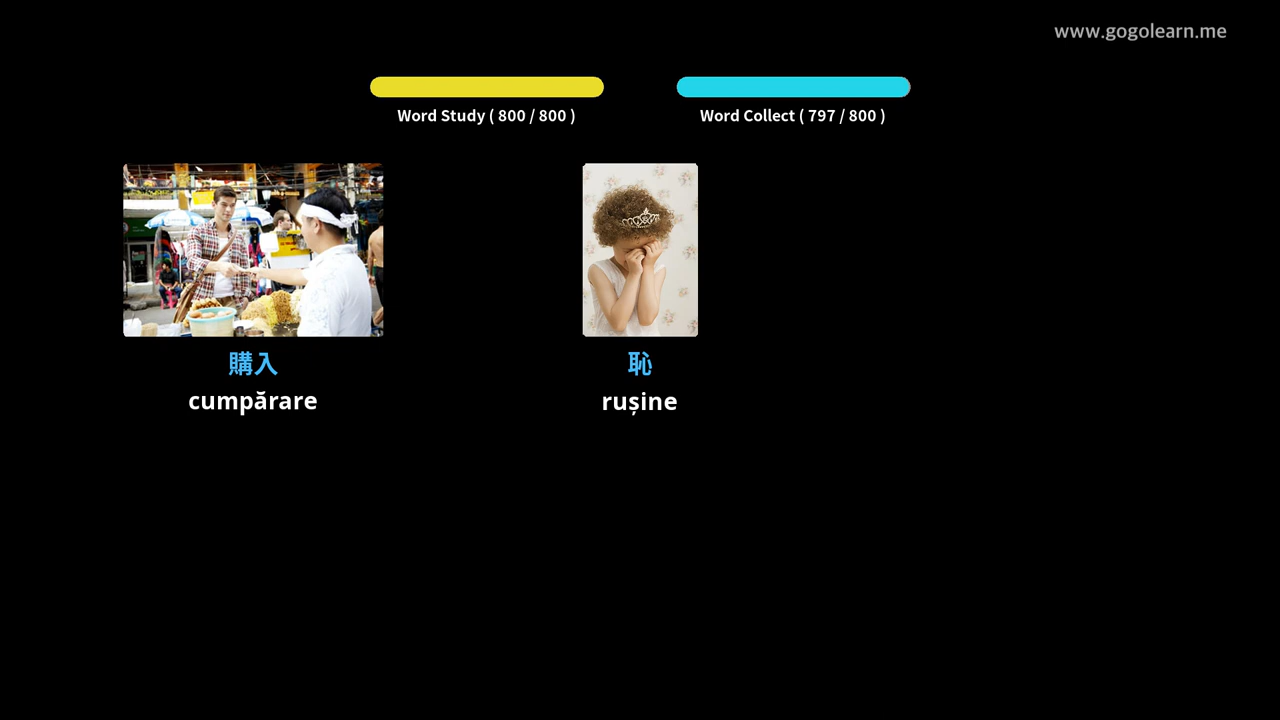 www.gogolearn.me
Word Study ( 800 / 800 )
Word Collect ( 797 / 800 )
購入
cumpărare
恥
rușine